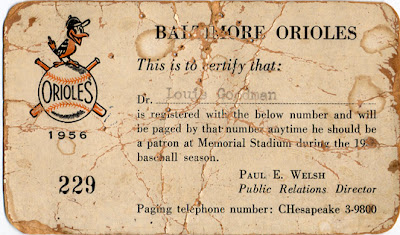 BALTIMORE ORIOLES
This is to certify that:
Dr. Louis Goodman
is registered with the below number and will
be paged by that number anytime he should be
a patron at Memorial Stadium during the 19
baseball season.
PAUL E. WELSH
Public Relations Director
Paging telephone number: CHesapeake 3-9800
ORIOLES
1956
229